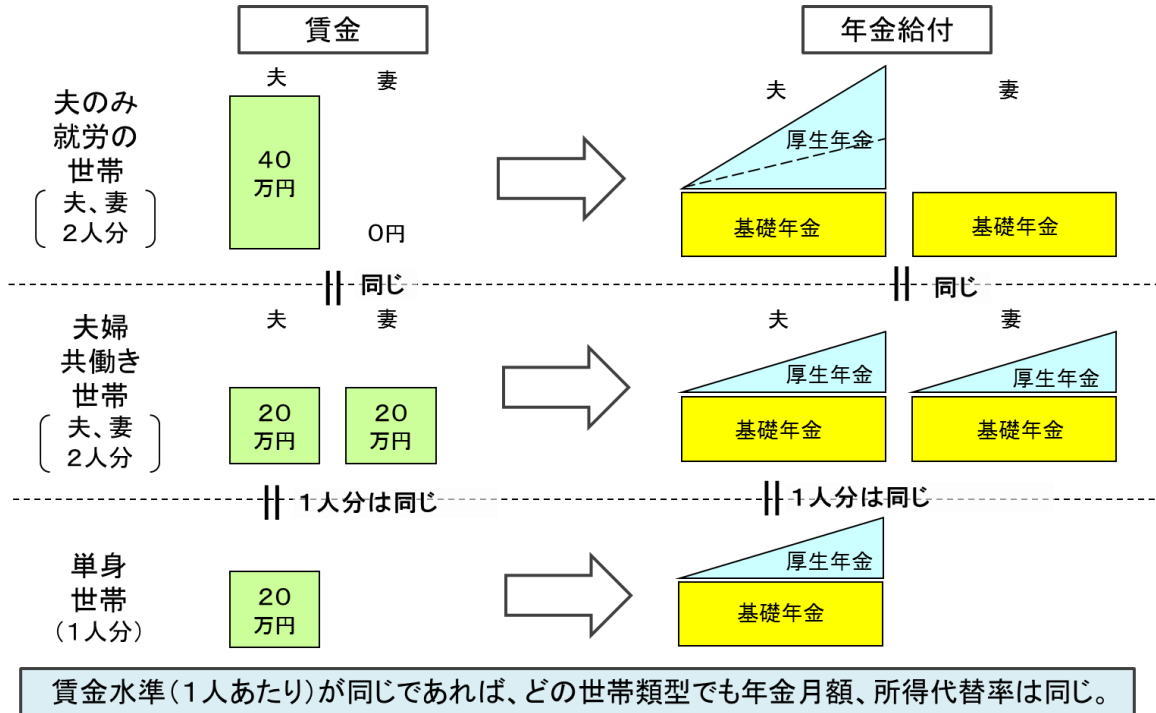 賃金
年金給付
夫のみ
就労の
世帯
夫、妻
2人分
夫
妻
40
万円
0円
夫
妻
厚生年金
基礎年金
基礎年金
同じ
同じ
夫婦
共働き
世帯
夫、妻
2人分
夫
妻
20
万円
20
万円
夫
妻
厚生年金
厚生年金
基礎年金
基礎年金
1人分は同じ
1人分は同じ
単身
世帯
(1人分)
20
万円
厚生年金
基礎年金
賃金水準(1人あたり)が同じであれば、どの世帯類型でも年金月額、所得代替率は同じ。